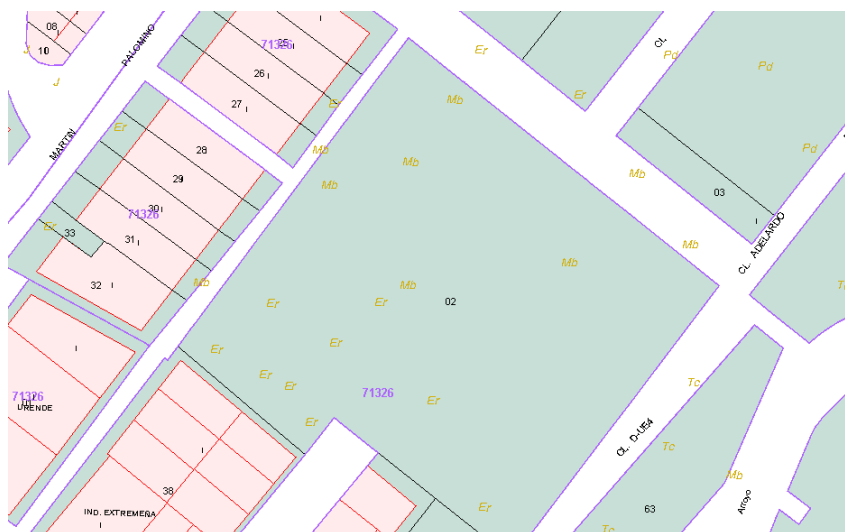 08
10
J
J
PALOMINO
MARTIN
71326
25
26
27
28
29
30
71326
31
32
33
Er
Er
Er
Mb
Mb
Mb
Mb
Mb
Mb
Er
Er
CL.
Pd
Pd
Pd
Mb
Mb
03
CL. ADELARDO
Mb
Mb
Er
Er
02
Er
Er
Er
Er
Er
Er
71326
Er
71326
URENDE
38
IND. EXTREMEÑA
CL. D-UE4
Tc
Tc
Tc
Mb
Arroyo
63